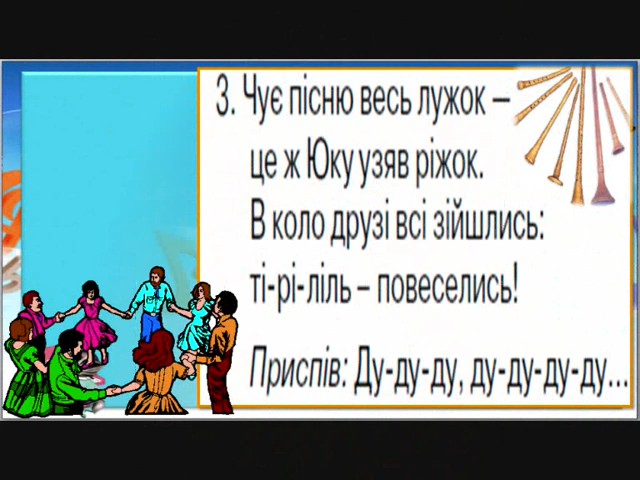 3. Чує пісню весь лужок –
це ж Юку узяв ріжок.
В коло друзі всі зійшлись:
ті-рі-ліль – повеселись!
Приспів: Ду-ду-ду, ду-ду-ду-ду...